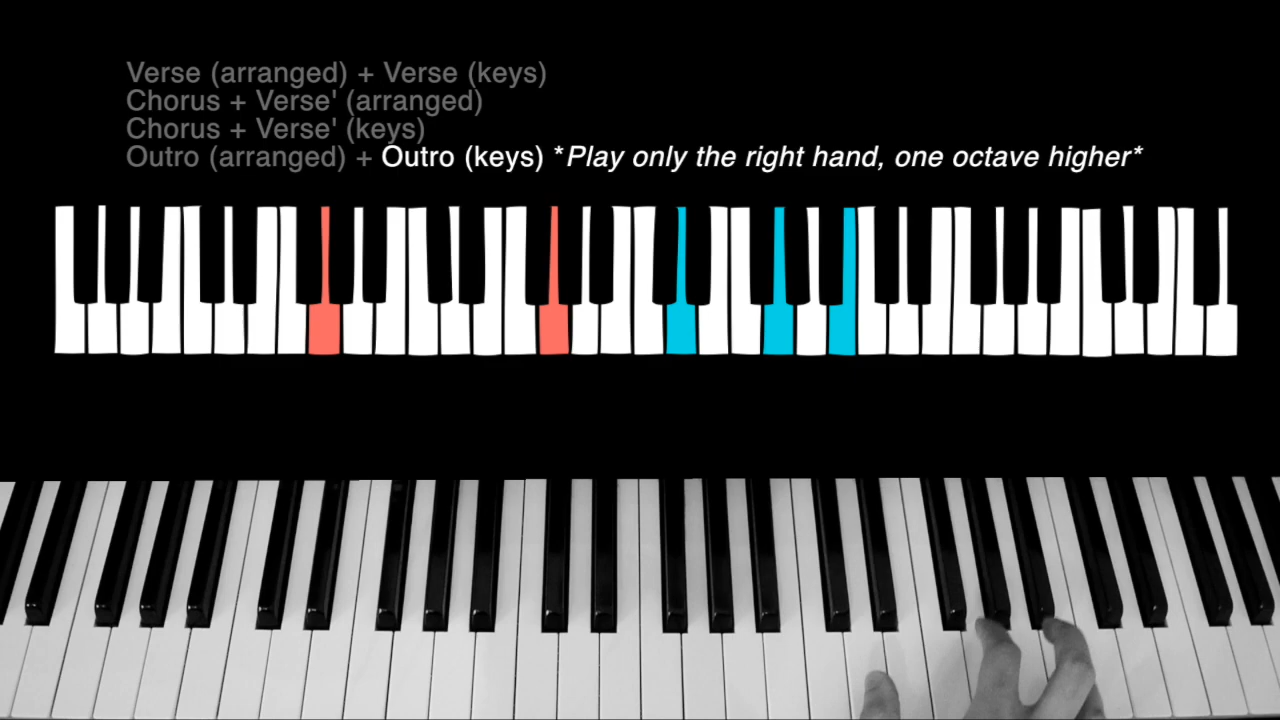 Verse (arranged) + Verse (keys)
Chorus + Verse' (arranged)
Chorus + Verse' (keys)
Outro (arranged) + Outro (keys) *Play only the right hand, one octave higher*